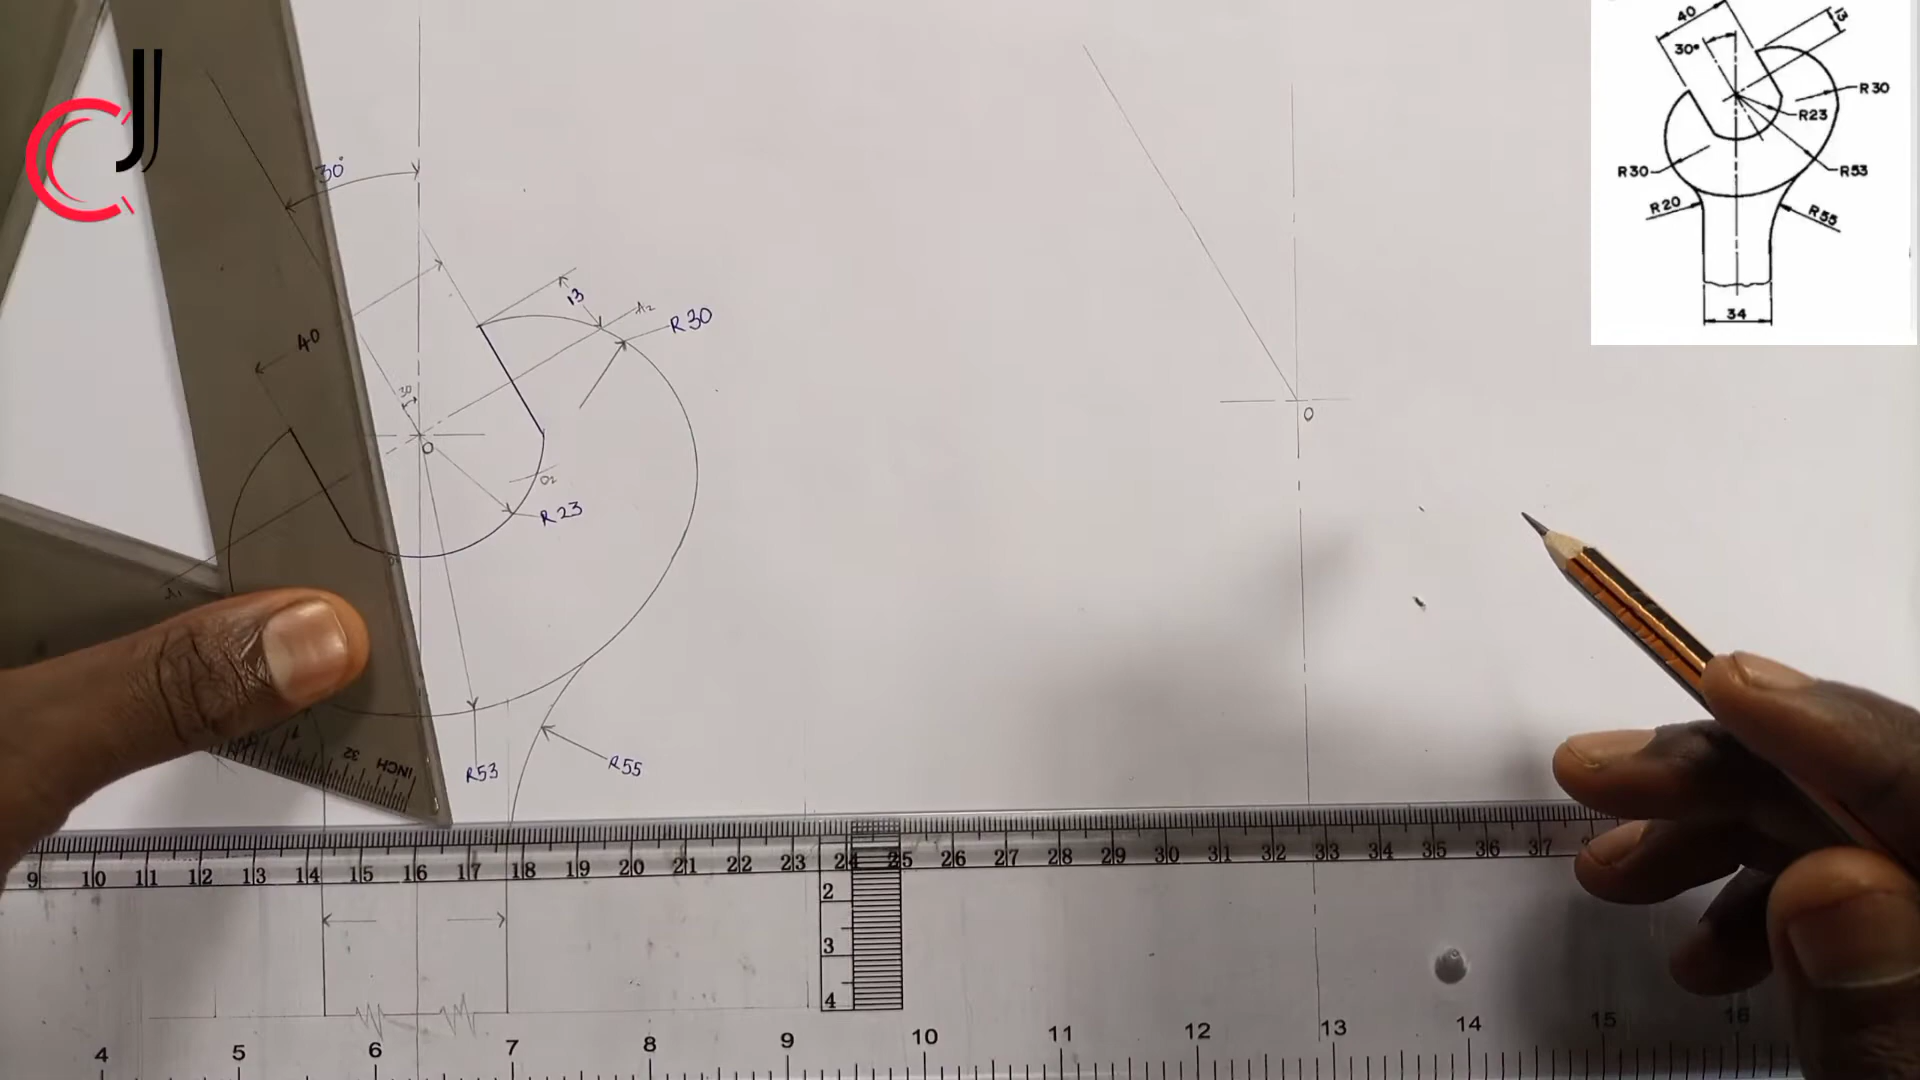 CJ
30°
40
30
13
A2
R30
O
O2
R23
A1
R53
R55
O
32
INCH
9 10 11 12 13 14 15 16 17 18 19 20 21 22 23 24 25 26 27 28 29 30 31 32 33 34 35 36 37
2
3
4
4 5 6 7 8 9 10 11 12 13 14 15 16
40
13
30°
R30
R23
R30
R53
R20
R55
34